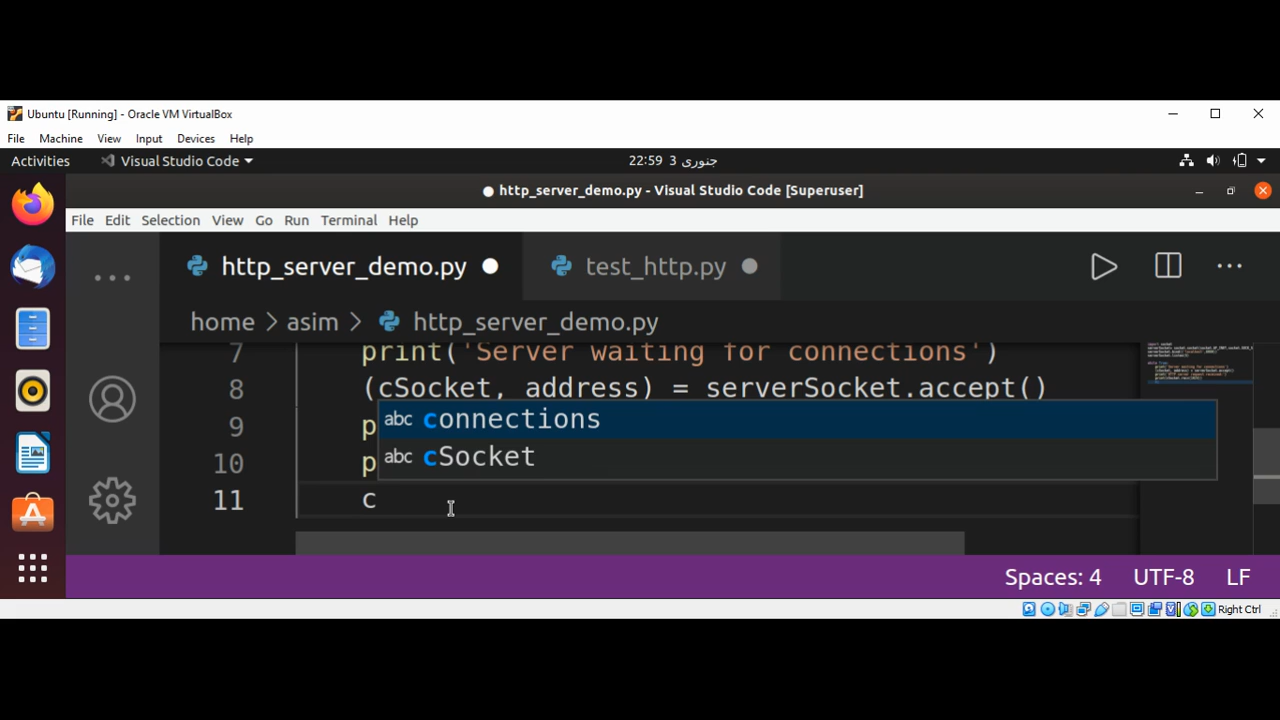 Ubuntu [Running] - Oracle VM VirtualBox
File Machine View Input Devices Help
Activities Visual Studio Code 22:59 3 جنوری
http_server_demo.py - Visual Studio Code [Superuser]
File Edit Selection View Go Run Terminal Help
http_server_demo.py test_http.py
home > asim > http_server_demo.py
7 print('Server waiting for connections')
8 (cSocket, address) = serverSocket.accept()
abc connections
9 p
abc cSocket
10 p
11 c
Spaces: 4 UTF-8 LF
Right Ctrl